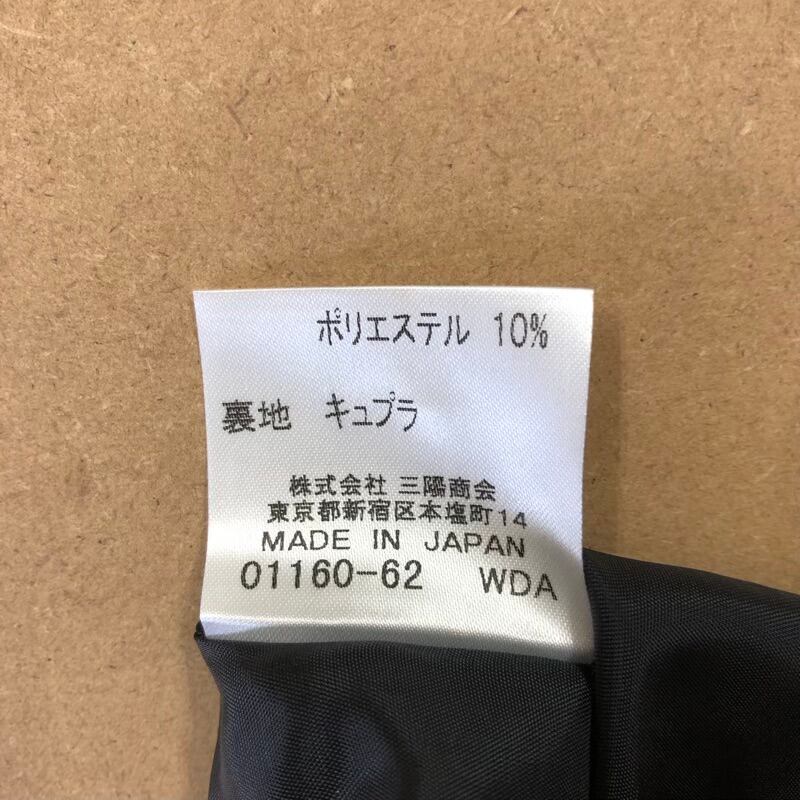 ポリエステル 10%
裏地 キュプラ
株式会社 三陽商会
東京都新宿区本塩町14
MADE IN JAPAN
01160-62 WDA